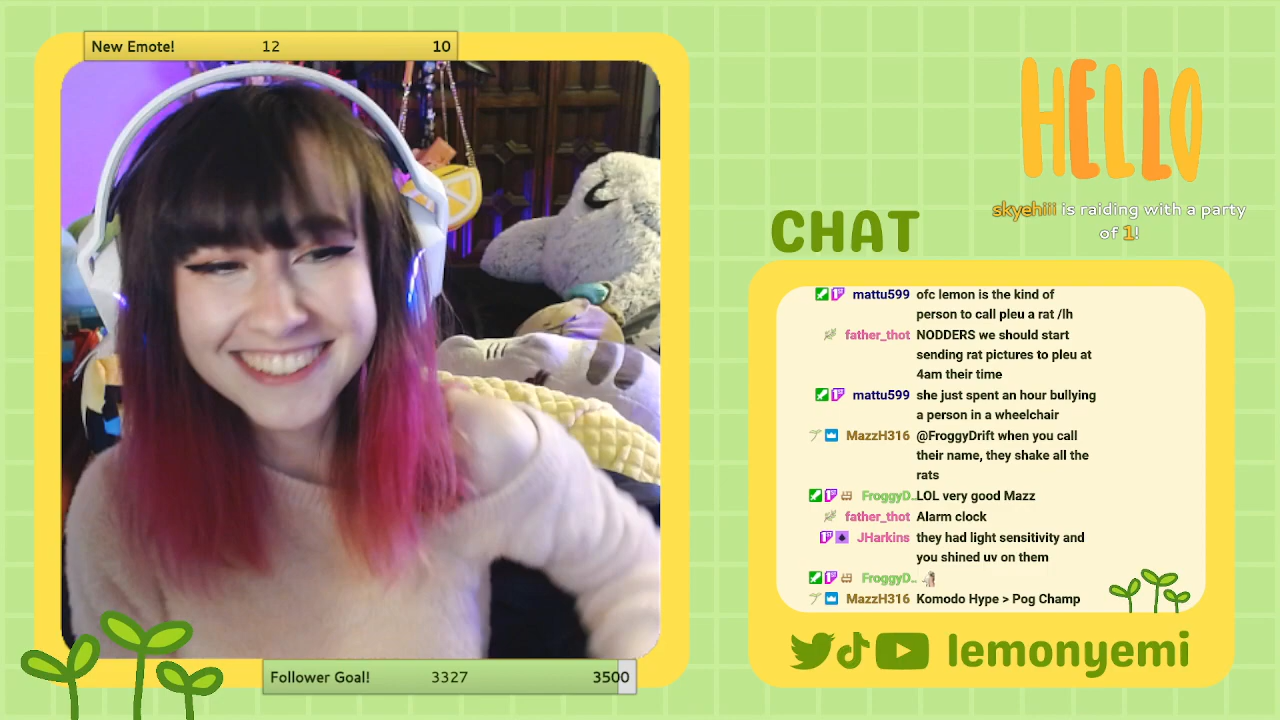 New Emote! 12 10
HELLO
skyehiii is raiding with a party
of 1!
CHAT
mattu599 ofc lemon is the kind of
person to call pleu a rat /lh
father_thot NODDERS we should start
sending rat pictures to pleu at
4am their time
mattu599 she just spent an hour bullying
a person in a wheelchair
MazzH316 @FroggyDrift when you call
their name, they shake all the
rats
FroggyD.. LOL very good Mazz
father_thot Alarm clock
JHarkins they had light sensitivity and
you shined uv on them
FroggyD..
MazzH316 Komodo Hype > Pog Champ
lemonyemi
Follower Goal! 3327 3500